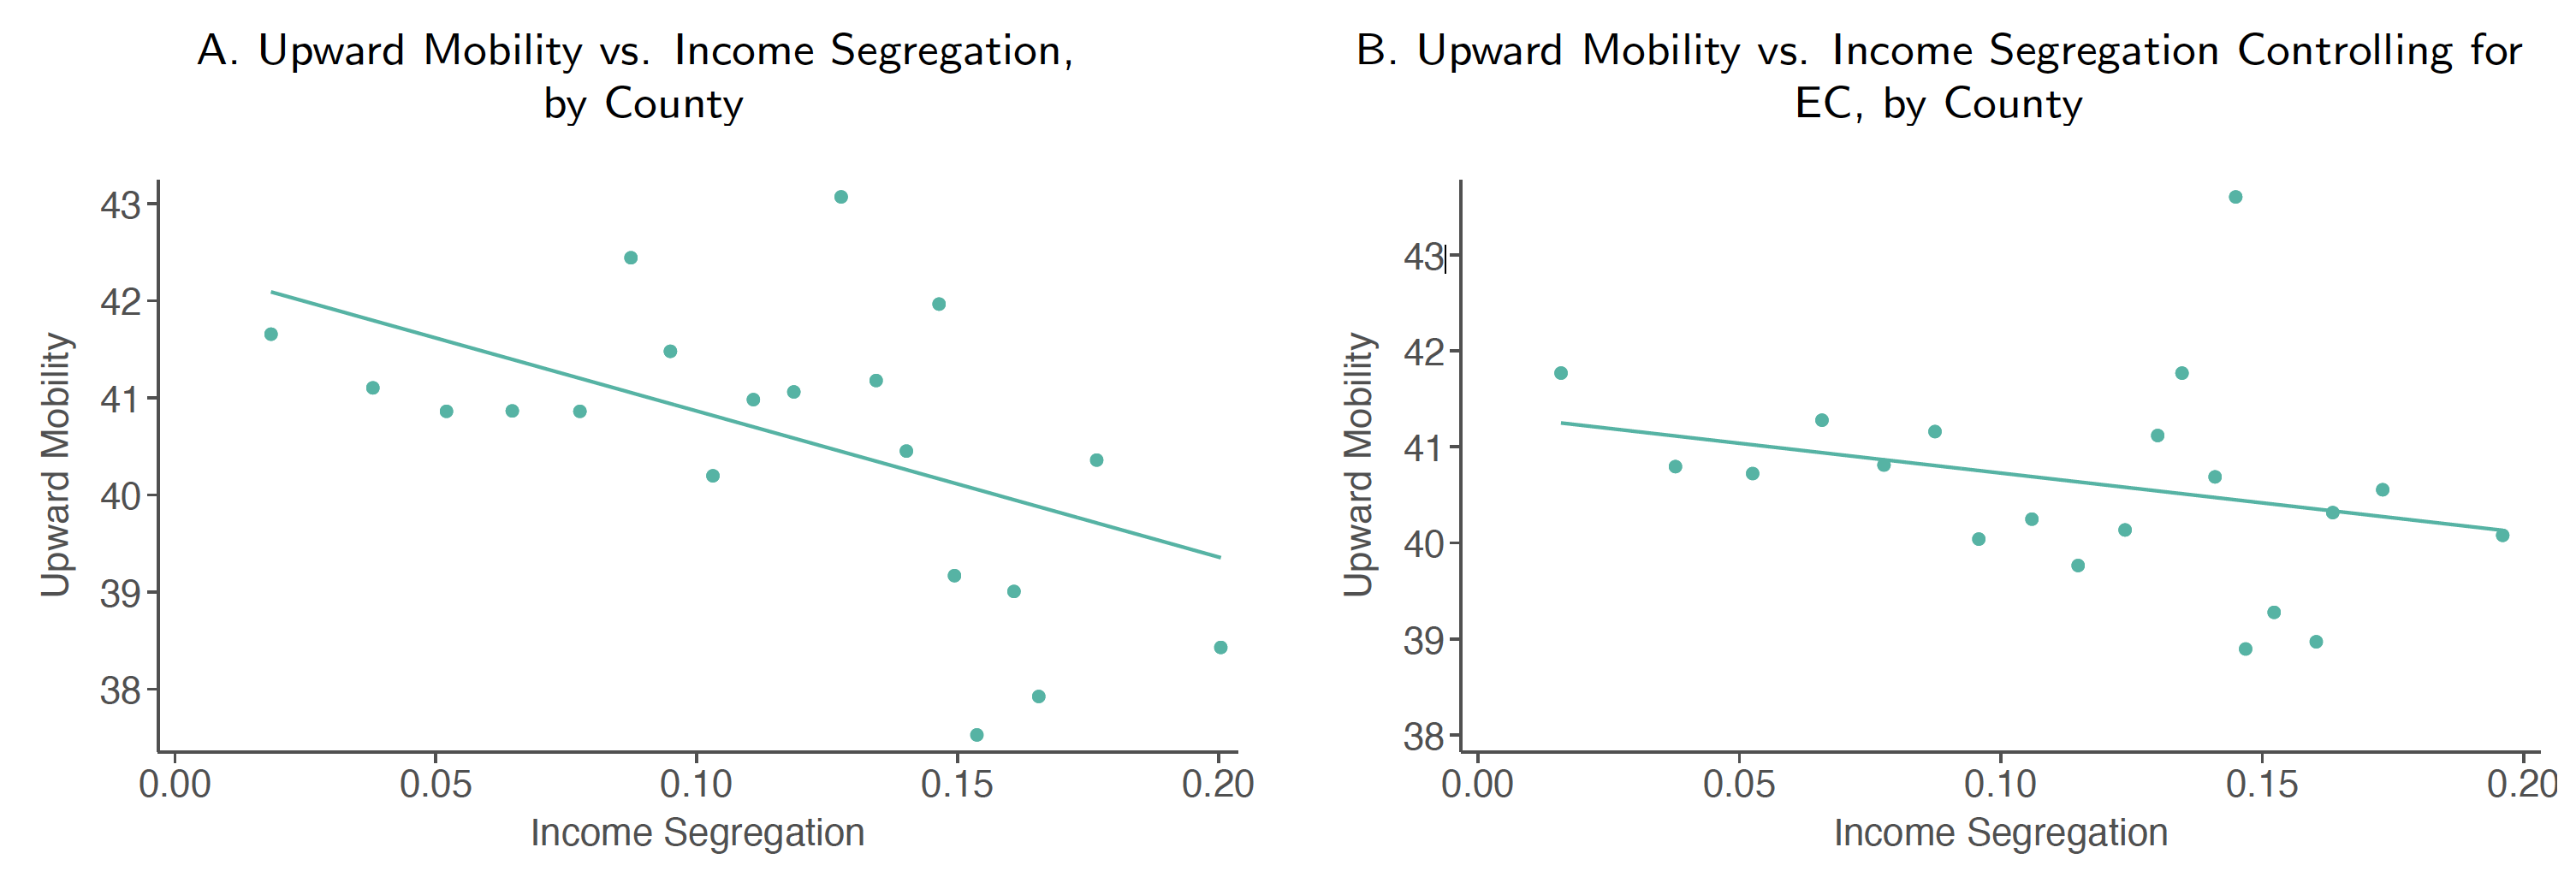 A. Upward Mobility vs. Income Segregation,
by County
43
42
41
40
39
38
Upward Mobility
0.00 0.05 0.10 0.15 0.20
Income Segregation
B. Upward Mobility vs. Income Segregation Controlling for
EC, by County
43
42
41
40
39
38
Upward Mobility
0.00 0.05 0.10 0.15 0.20
Income Segregation